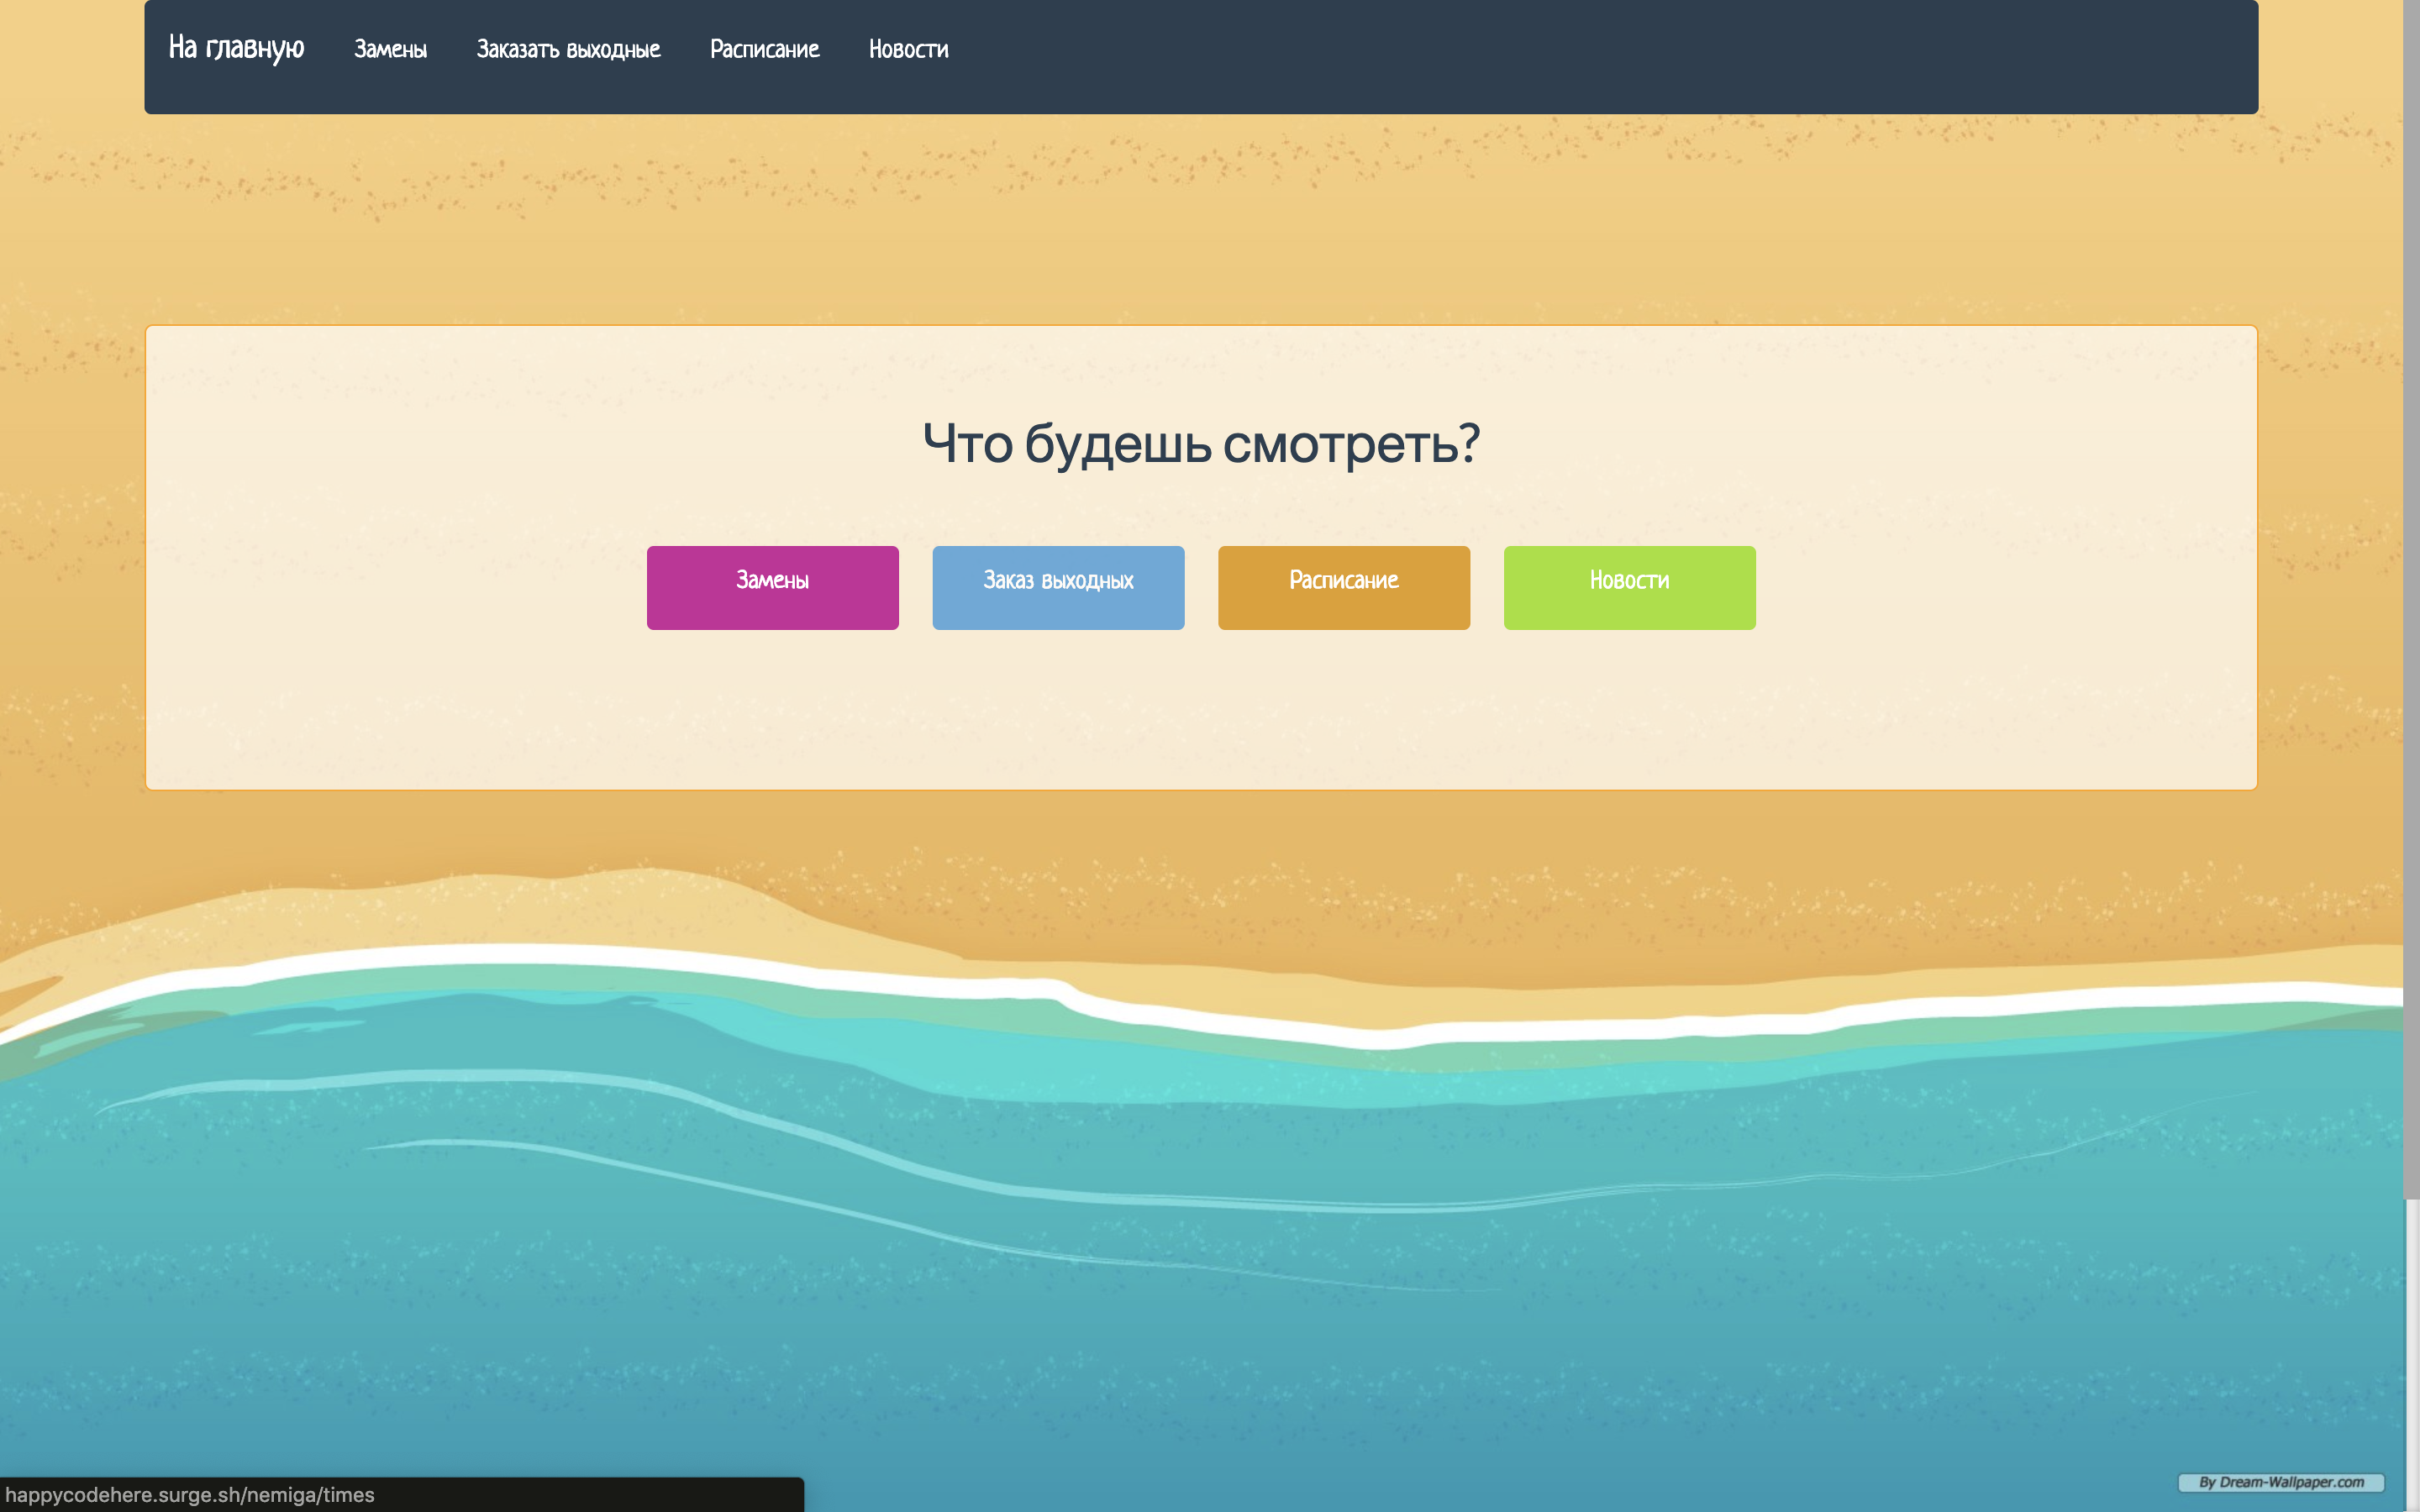 На главную Замены Заказать выходные Расписание Новости
Что будешь смотреть?
Замены Заказ выходных Расписание Новости
happycodehere.surge.sh/nemiga/times
By Dream-Wallpaper.com